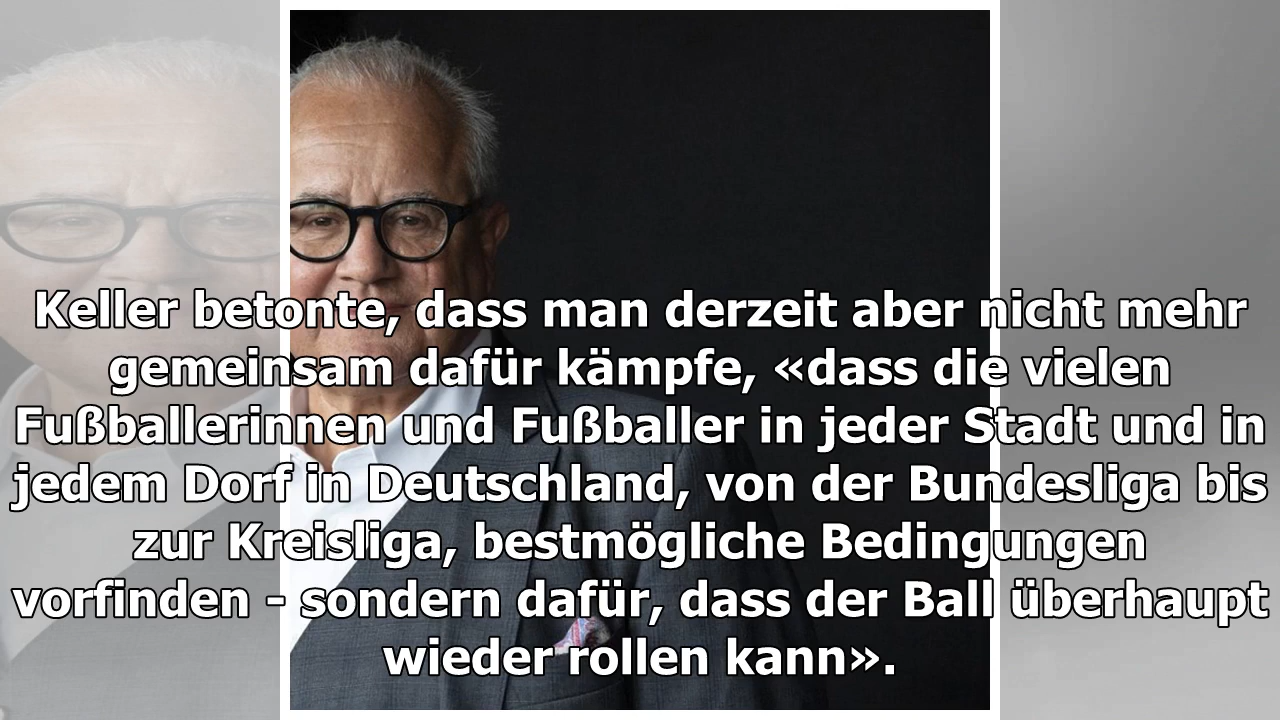 Keller betonte, dass man derzeit aber nicht mehr
gemeinsam dafür kämpfe, «dass die vielen
Fußballerinnen und Fußballer in jeder Stadt und in
jedem Dorf in Deutschland, von der Bundesliga bis
zur Kreisliga, bestmögliche Bedingungen
vorfinden - sondern dafür, dass der Ball überhaupt
wieder rollen kann».